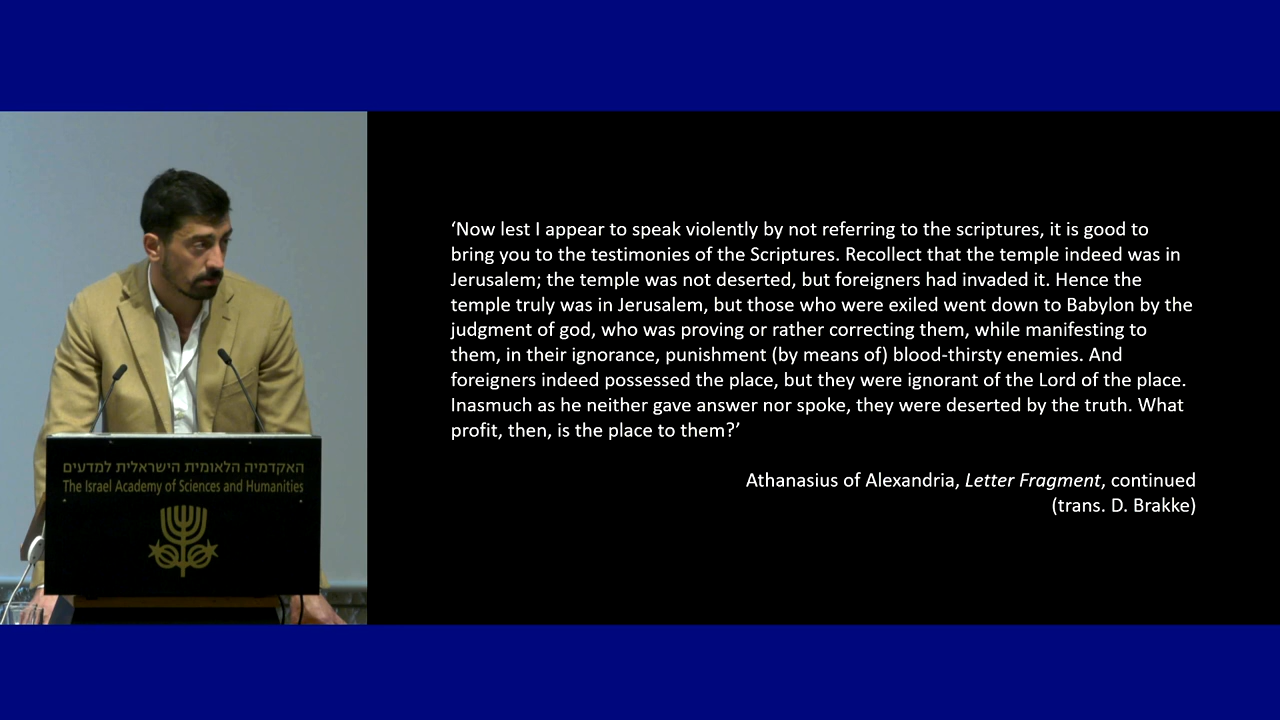 האקדמיה הלאומית הישראלית למדעים
The Israel Academy of Sciences and Humanities
‘Now lest I appear to speak violently by not referring to the scriptures, it is good to
bring you to the testimonies of the Scriptures. Recollect that the temple indeed was in
Jerusalem; the temple was not deserted, but foreigners had invaded it. Hence the
temple truly was in Jerusalem, but those who were exiled went down to Babylon by the
judgment of god, who was proving or rather correcting them, while manifesting to
them, in their ignorance, punishment (by means of) blood-thirsty enemies. And
foreigners indeed possessed the place, but they were ignorant of the Lord of the place.
Inasmuch as he neither gave answer nor spoke, they were deserted by the truth. What
profit, then, is the place to them?’
Athanasius of Alexandria, Letter Fragment, continued
(trans. D. Brakke)